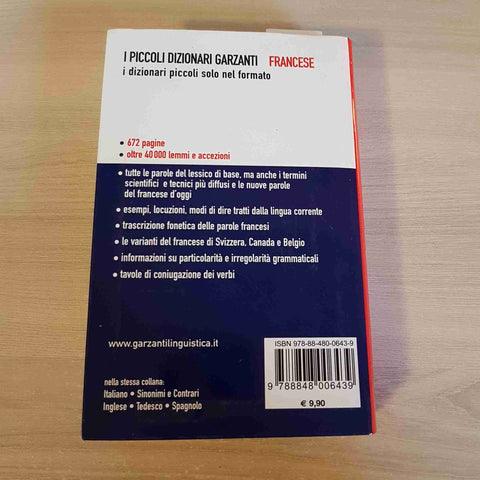 I PICCOLI DIZIONARI GARZANTI FRANCESE
i dizionari piccoli solo nel formato
• 672 pagine
• oltre 40 000 lemmi e accezioni
• tutte le parole del lessico di base, ma anche i termini
scientifici e tecnici più diffusi e le nuove parole
del francese d'oggi
• esempi, locuzioni, modi di dire tratti dalla lingua corrente
• trascrizione fonetica delle parole francesi
• le varianti del francese di Svizzera, Canada e Belgio
• informazioni su particolarità e irregolarità grammaticali
• tavole di coniugazione dei verbi
www.garzantilinguistica.it
nella stessa collana:
Italiano • Sinonimi e Contrari
Inglese • Tedesco • Spagnolo
ISBN 978-88-480-0643-9
9 788848 006439
€ 9,90